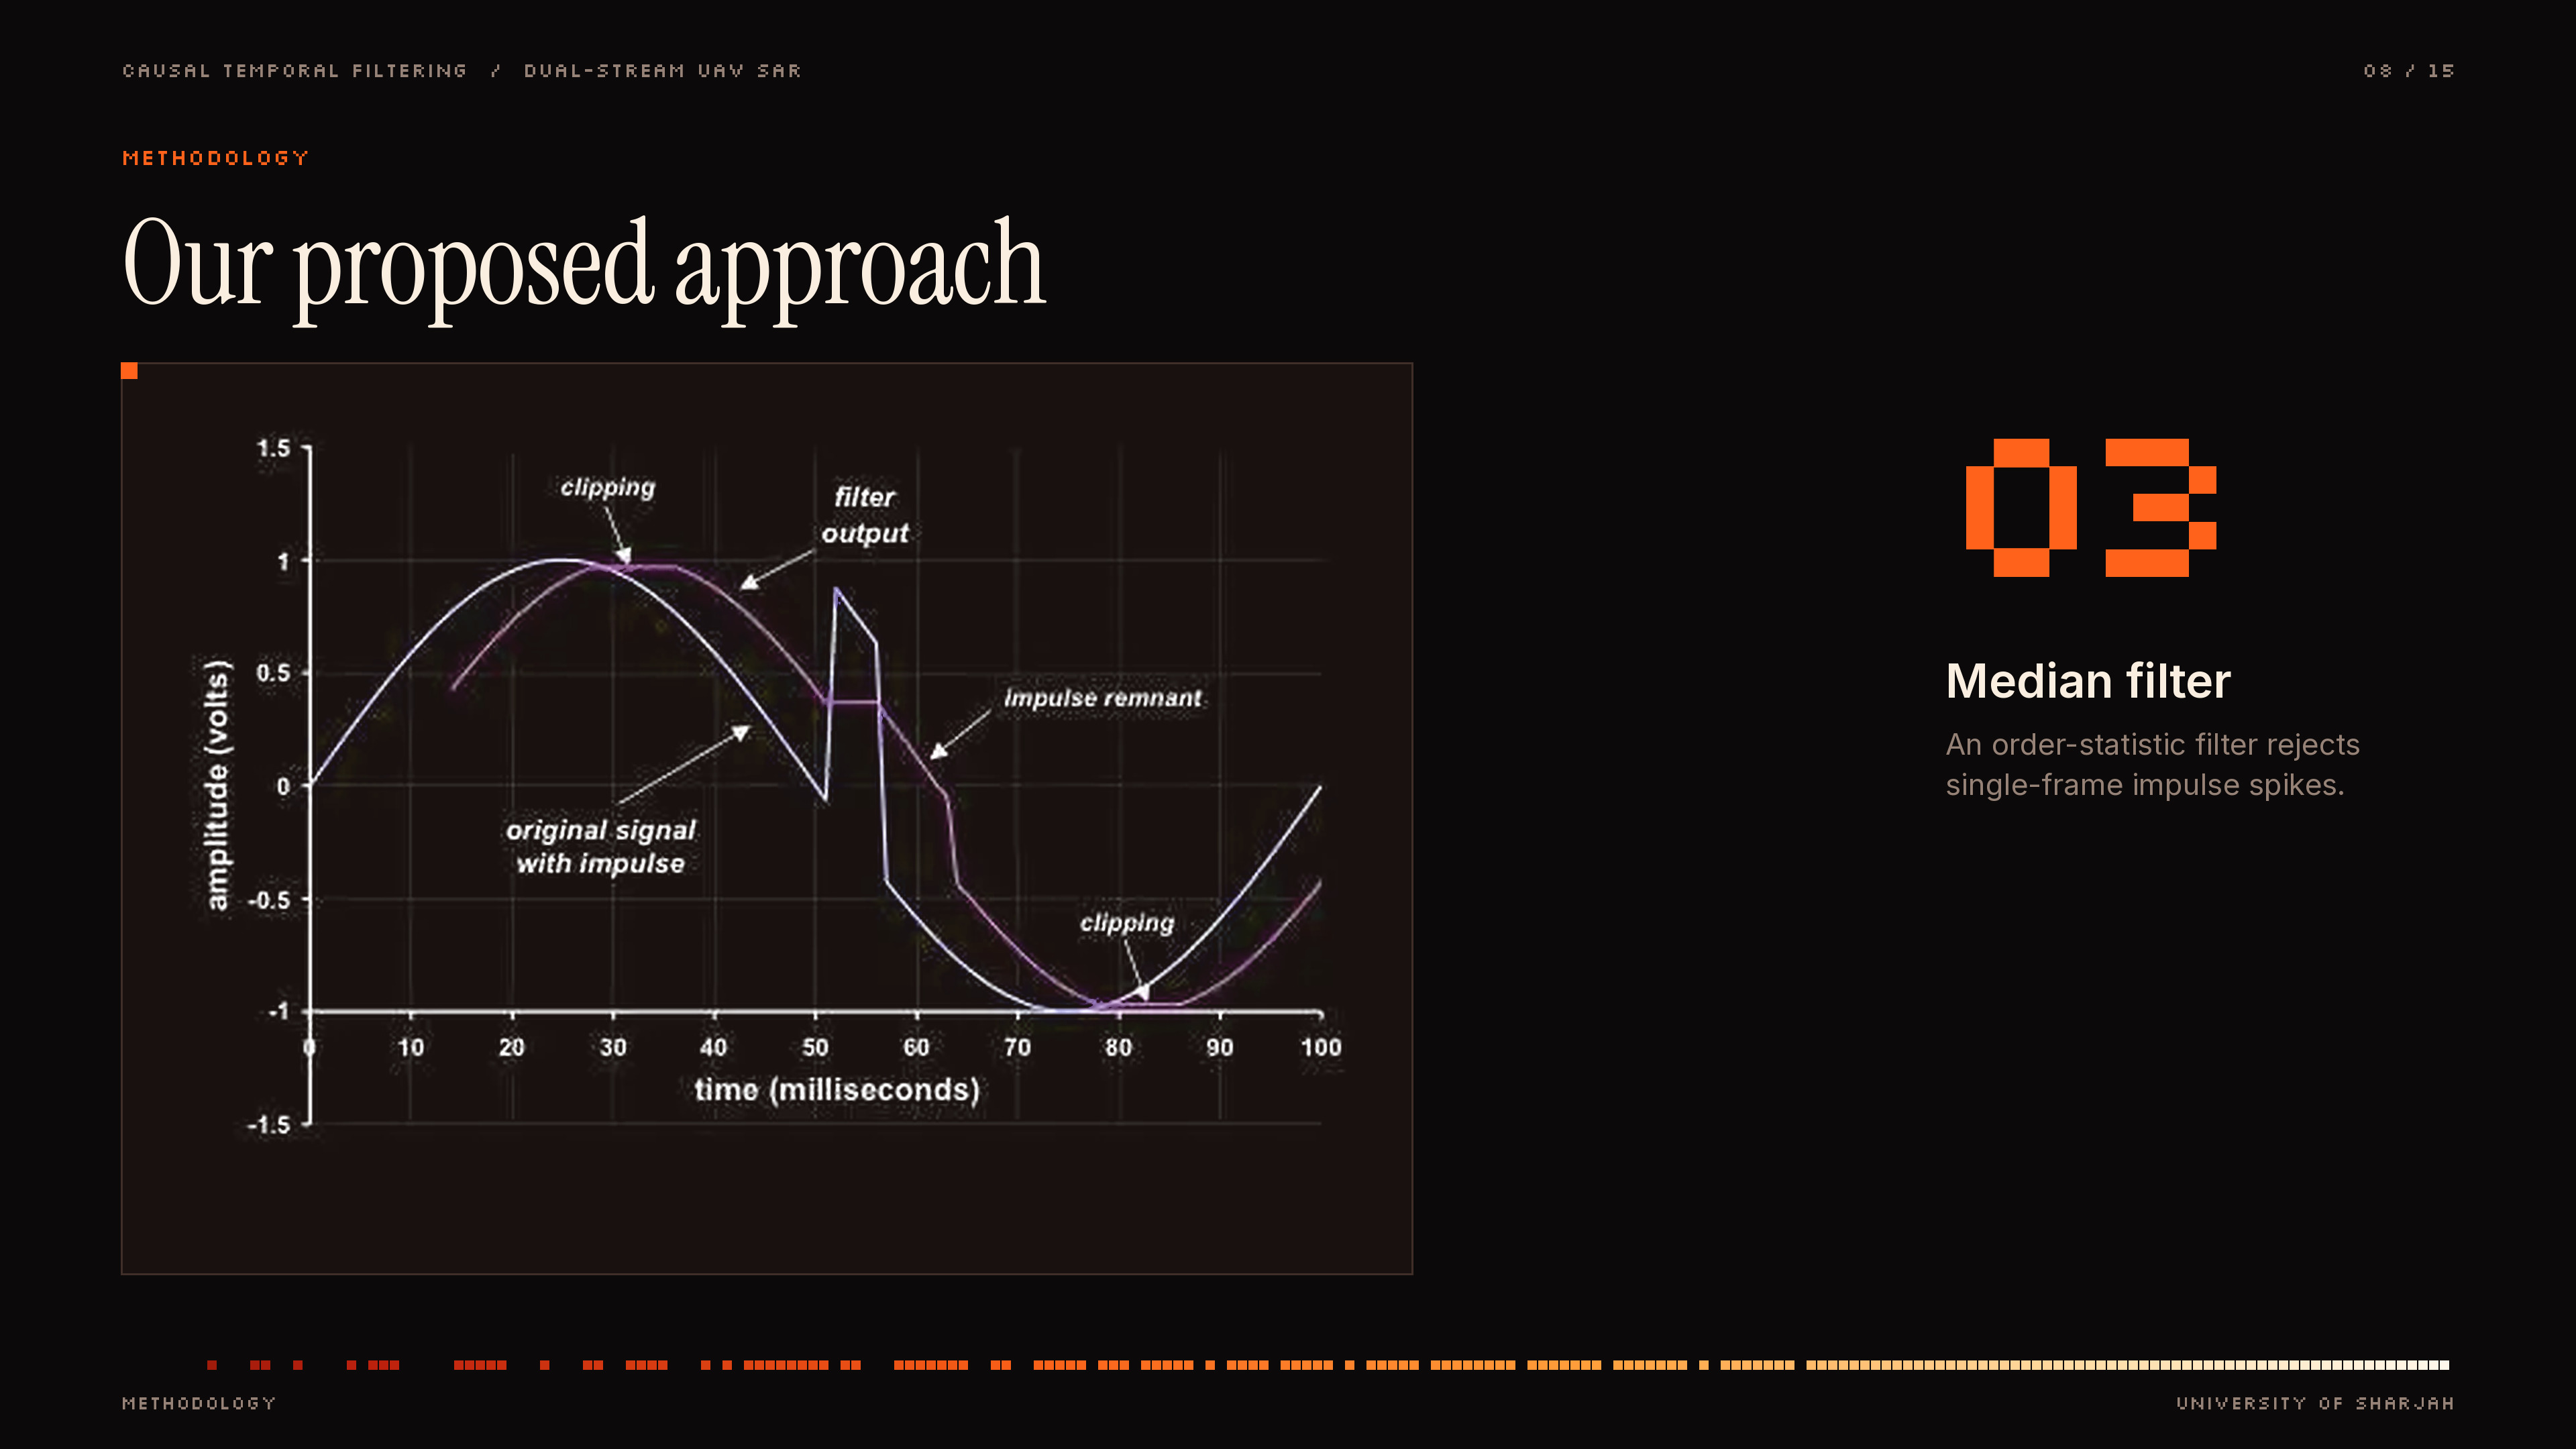 CAUSAL TEMPORAL FILTERING / DUAL-STREAM UAV SAR
08 / 15
METHODOLOGY
Our proposed approach
1.5
1
0.5
0
-0.5
-1
-1.5
amplitude (volts)
clipping
filter
output
impulse remnant
original signal
with impulse
clipping
0 10 20 30 40 50 60 70 80 90 100
time (milliseconds)
03
Median filter
An order-statistic filter rejects
single-frame impulse spikes.
METHODOLOGY
UNIVERSITY OF SHARJAH